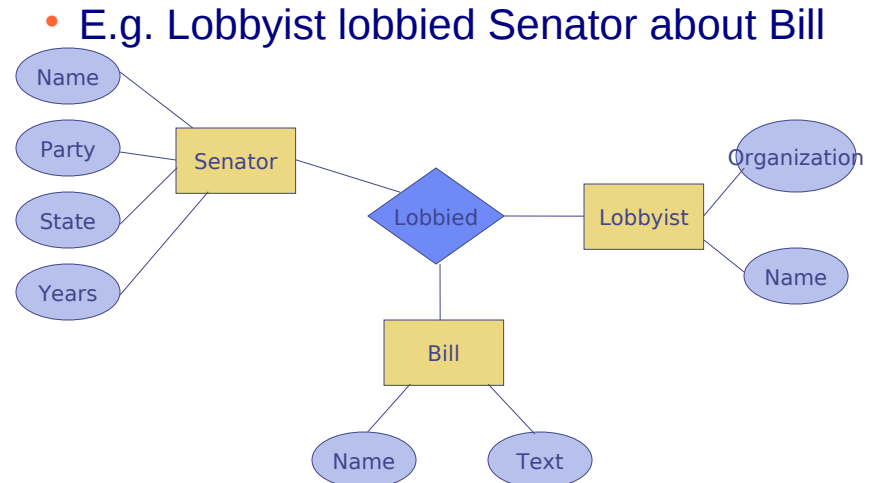 • E.g. Lobbyist lobbied Senator about Bill
Name
Party
Senator
Organization
State
Lobbied
Lobbyist
Years
Name
Bill
Name
Text